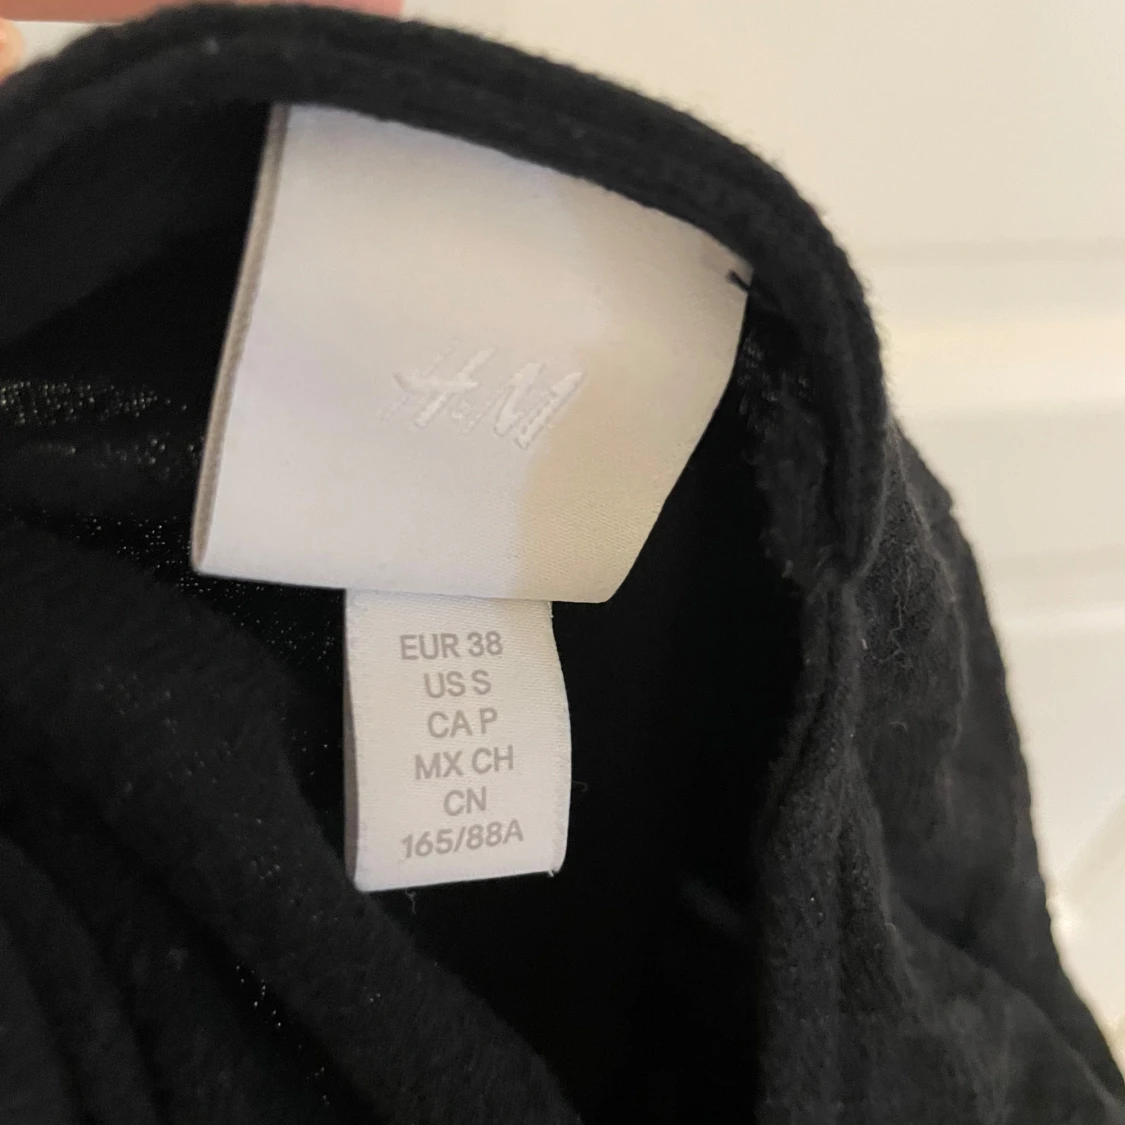 H&M
EUR 38
US S
CA P
MX CH
CN
165/88A